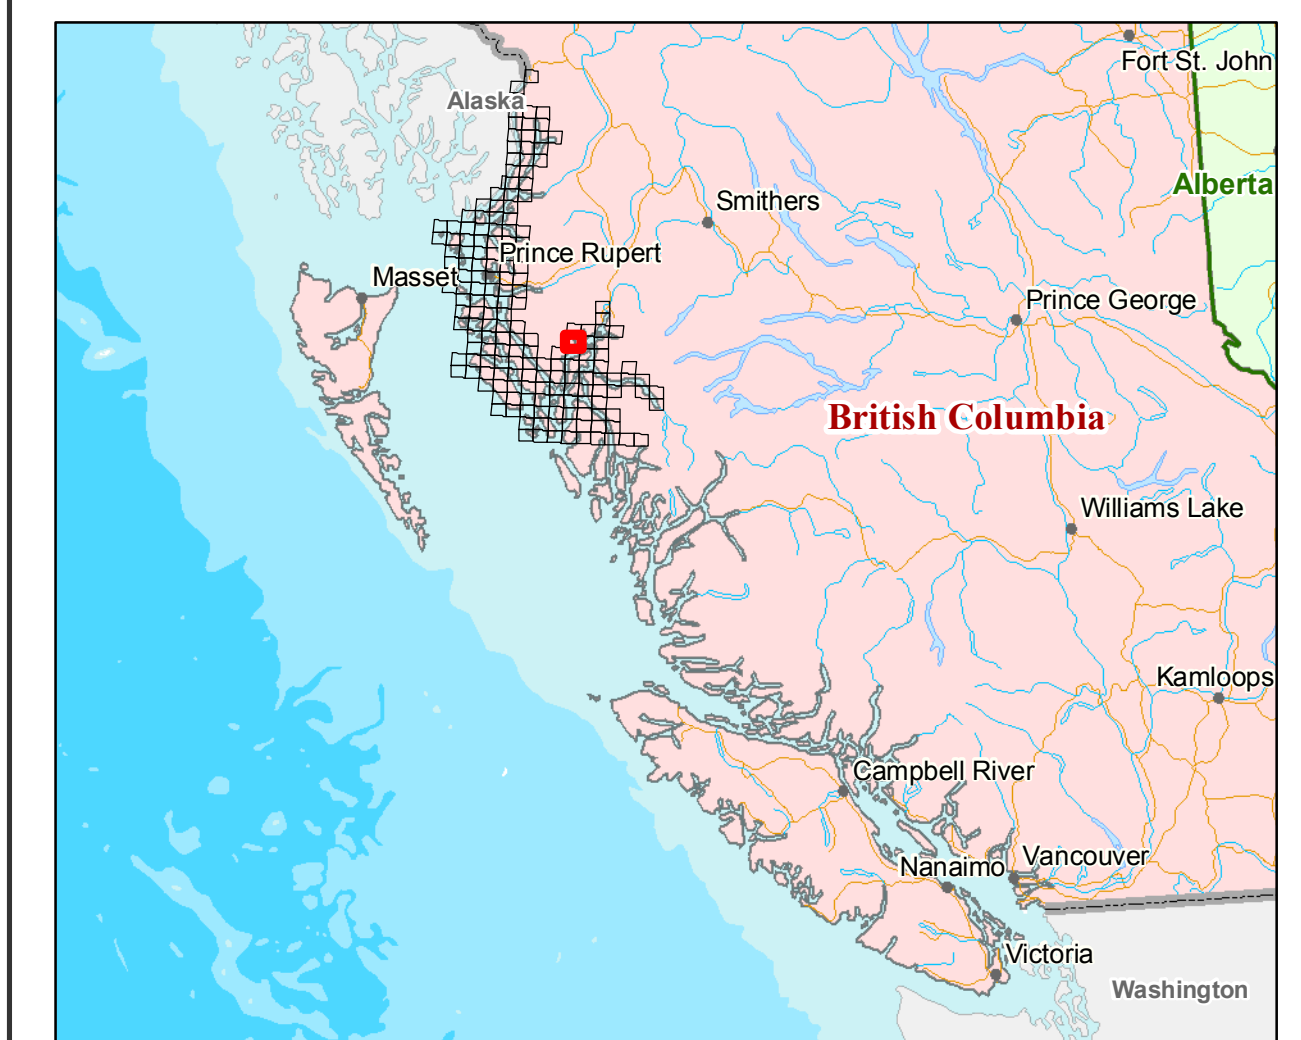 Fort St. John
Alaska
Alberta
Smithers
Prince Rupert
Masset
Prince George
British Columbia
Williams Lake
Kamloops
Campbell River
Vancouver
Nanaimo
Victoria
Washington